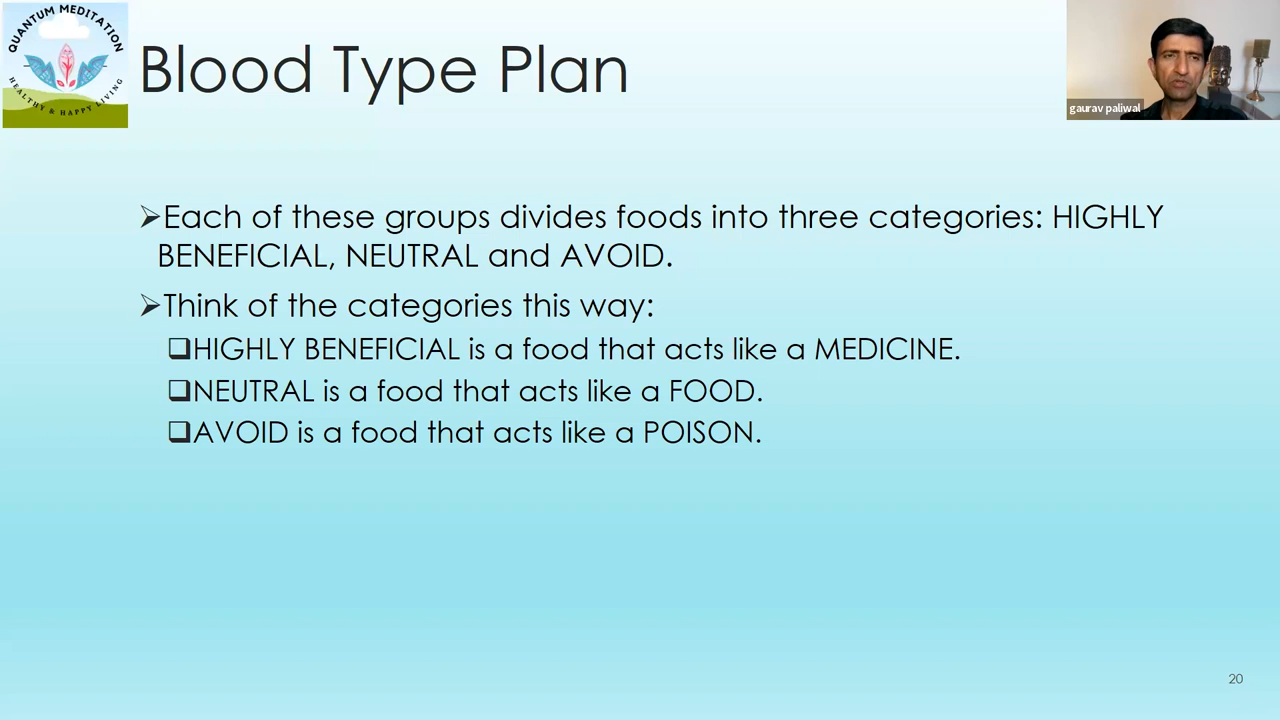 QUANTUM MEDITATION
HEALTHY & HAPPY LIVING
Blood Type Plan
gaurav paliwal
➢Each of these groups divides foods into three categories: HIGHLY
BENEFICIAL, NEUTRAL and AVOID.
➢Think of the categories this way:
❑HIGHLY BENEFICIAL is a food that acts like a MEDICINE.
❑NEUTRAL is a food that acts like a FOOD.
❑AVOID is a food that acts like a POISON.
20